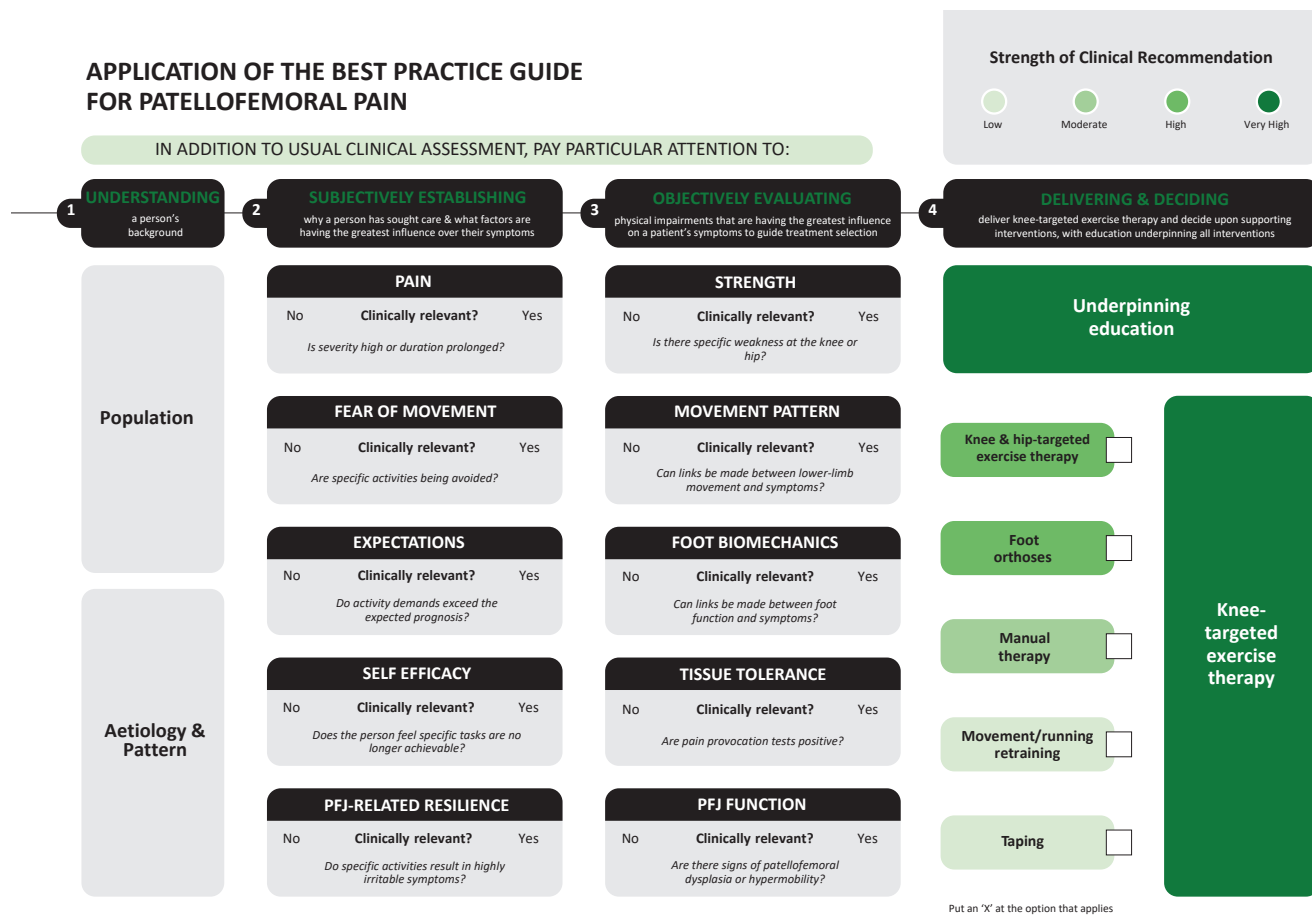 APPLICATION OF THE BEST PRACTICE GUIDE
FOR PATELLOFEMORAL PAIN
Strength of Clinical Recommendation
Low
Moderate
High
Very High
IN ADDITION TO USUAL CLINICAL ASSESSMENT, PAY PARTICULAR ATTENTION TO:
1
UNDERSTANDING
a person's
background
Population
Aetiology &
Pattern
2
SUBJECTIVELY ESTABLISHING
why a person has sought care & what factors are
having the greatest influence over their symptoms
PAIN
No Clinically relevant? Yes
Is severity high or duration prolonged?
FEAR OF MOVEMENT
No Clinically relevant? Yes
Are specific activities being avoided?
EXPECTATIONS
No Clinically relevant? Yes
Do activity demands exceed the
expected prognosis?
SELF EFFICACY
No Clinically relevant? Yes
Does the person feel specific tasks are no
longer achievable?
PFJ-RELATED RESILIENCE
No Clinically relevant? Yes
Do specific activities result in highly
irritable symptoms?
3
OBJECTIVELY EVALUATING
physical impairments that are having the greatest influence
on a patient's symptoms to guide treatment selection
STRENGTH
No Clinically relevant? Yes
Is there specific weakness at the knee or
hip?
MOVEMENT PATTERN
No Clinically relevant? Yes
Can links be made between lower-limb
movement and symptoms?
FOOT BIOMECHANICS
No Clinically relevant? Yes
Can links be made between foot
function and symptoms?
TISSUE TOLERANCE
No Clinically relevant? Yes
Are pain provocation tests positive?
PFJ FUNCTION
No Clinically relevant? Yes
Are there signs of patellofemoral
dysplasia or hypermobility?
4
DELIVERING & DECIDING
deliver knee-targeted exercise therapy and decide upon supporting
interventions, with education underpinning all interventions
Underpinning
education
Knee & hip-targeted
exercise therapy
Foot
orthoses
Manual
therapy
Movement/running
retraining
Taping
Put an 'X' at the option that applies
Knee-
targeted
exercise
therapy